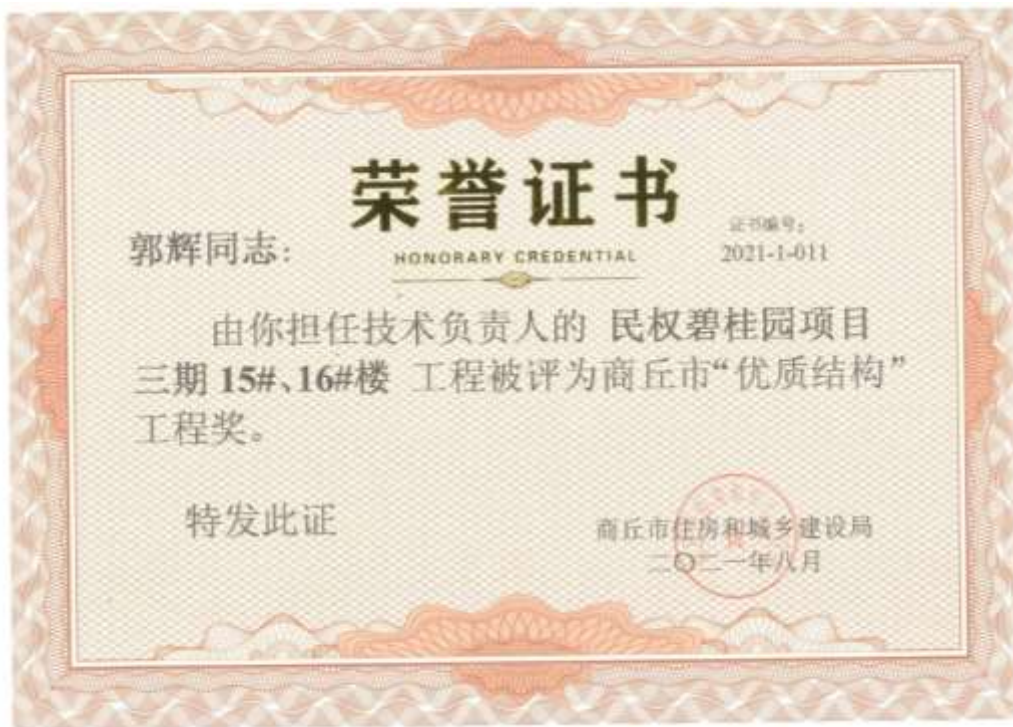 荣誉证书
HONORARY CREDENTIAL
证书编号：
2021-1-011
郭辉同志：
由你担任技术负责人的 民权碧桂园项目
三期 15#、16#楼 工程被评为商丘市“优质结构”
工程奖。
特发此证
商丘市住房和城乡建设局
二〇二一年八月